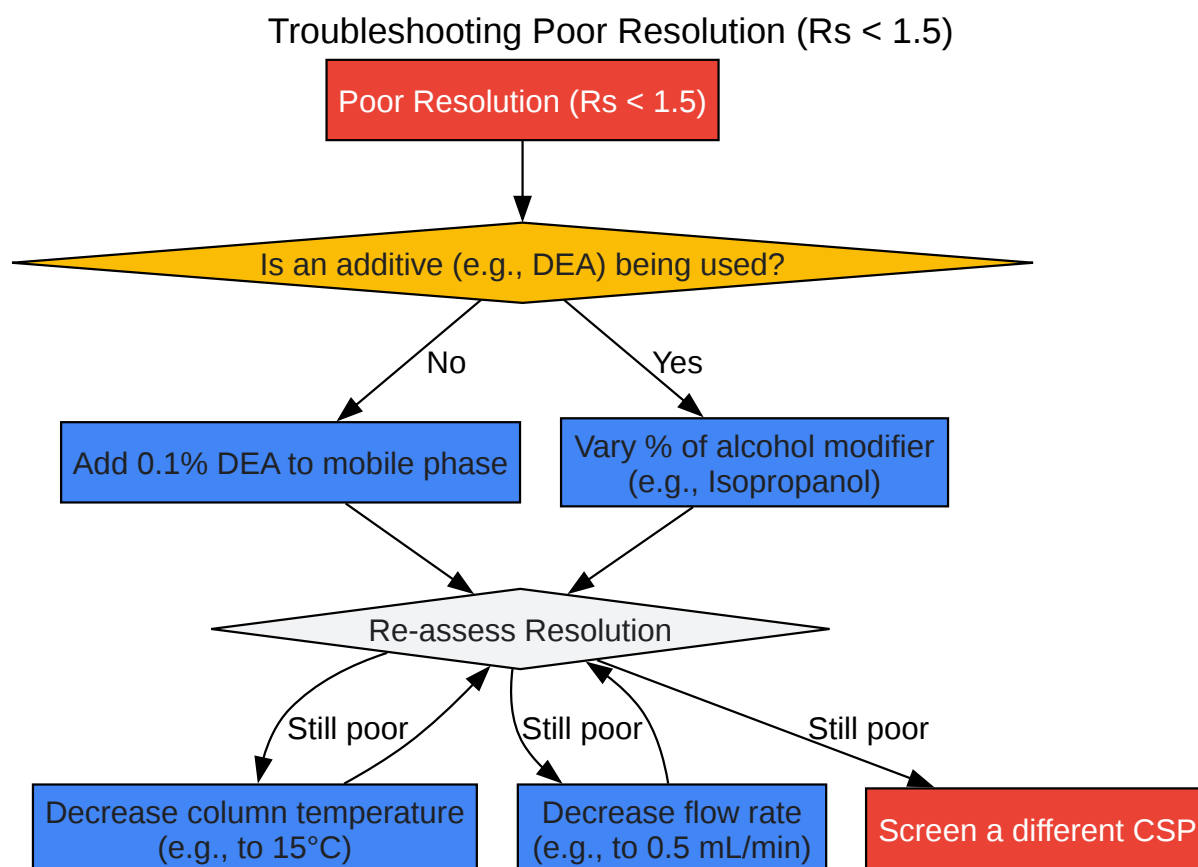 Troubleshooting Poor Resolution (Rs < 1.5)
Poor Resolution (Rs < 1.5)
Is an additive (e.g., DEA) being used?
No
Yes
Add 0.1% DEA to mobile phase
Vary % of alcohol modifier
(e.g., Isopropanol)
Re-assess Resolution
Still poor
Still poor
Still poor
Decrease column temperature
(e.g., to 15°C)
Decrease flow rate
(e.g., to 0.5 mL/min)
Screen a different CSP